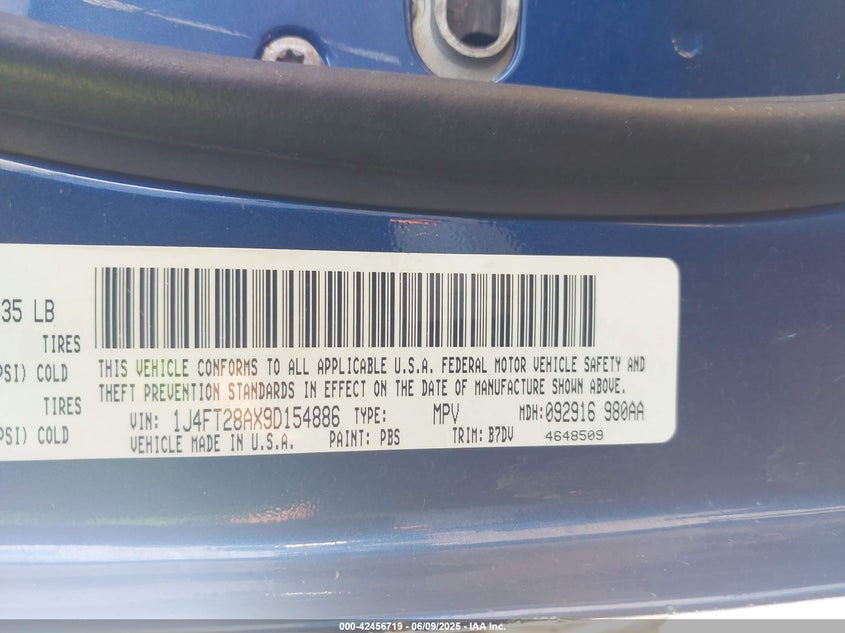 35 LB
TIRES
PSI) COLD
TIRES
PSI) COLD
THIS VEHICLE CONFORMS TO ALL APPLICABLE U.S.A. FEDERAL MOTOR VEHICLE SAFETY AND
THEFT PREVENTION STANDARDS IN EFFECT ON THE DATE OF MANUFACTURE SHOWN ABOVE.
VIN: 1J4FT28AX9D154886 TYPE: MPV MDH:092916 980AA
VEHICLE MADE IN U.S.A. PAINT: PBS TRIM: B7DV 4648509
000-42456719 | 06/09/2025 - IAA Inc.